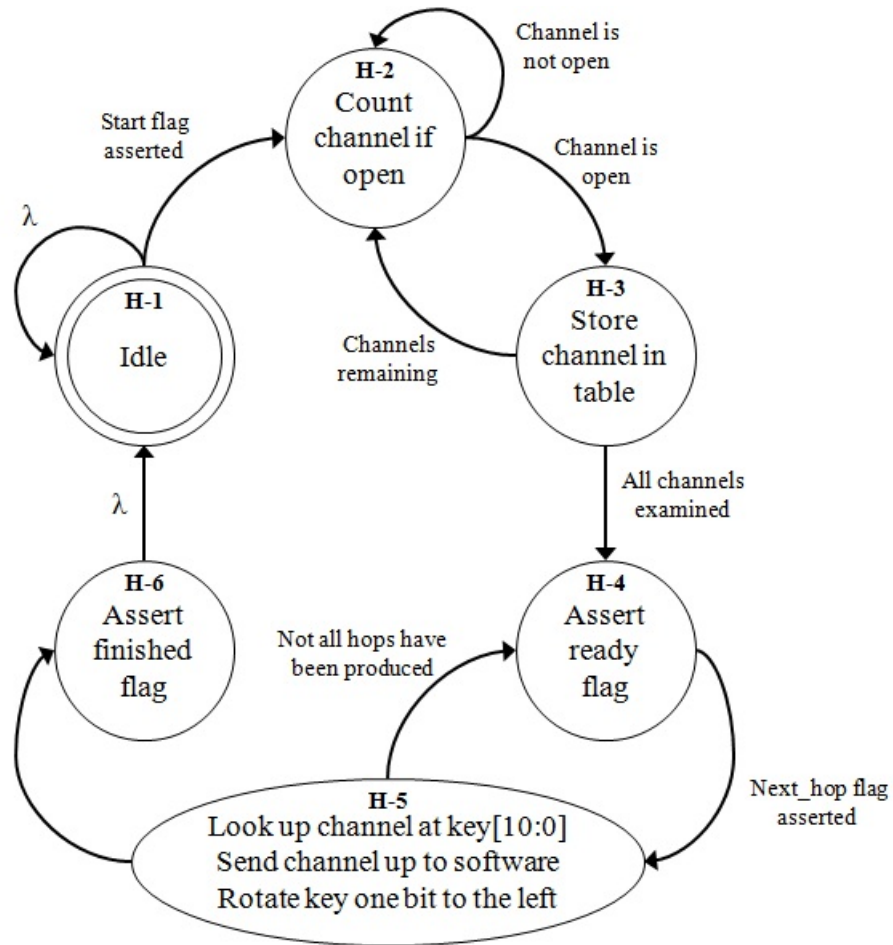 Channel is
not open
H-2
Count
channel if
open
Start flag
asserted
Channel is
open
λ
H-1
Idle
H-3
Store
channel in
table
Channels
remaining
All channels
examined
λ
H-6
Assert
finished
flag
H-4
Assert
ready
flag
Not all hops have
been produced
Next_hop flag
asserted
H-5
Look up channel at key[10:0]
Send channel up to software
Rotate key one bit to the left